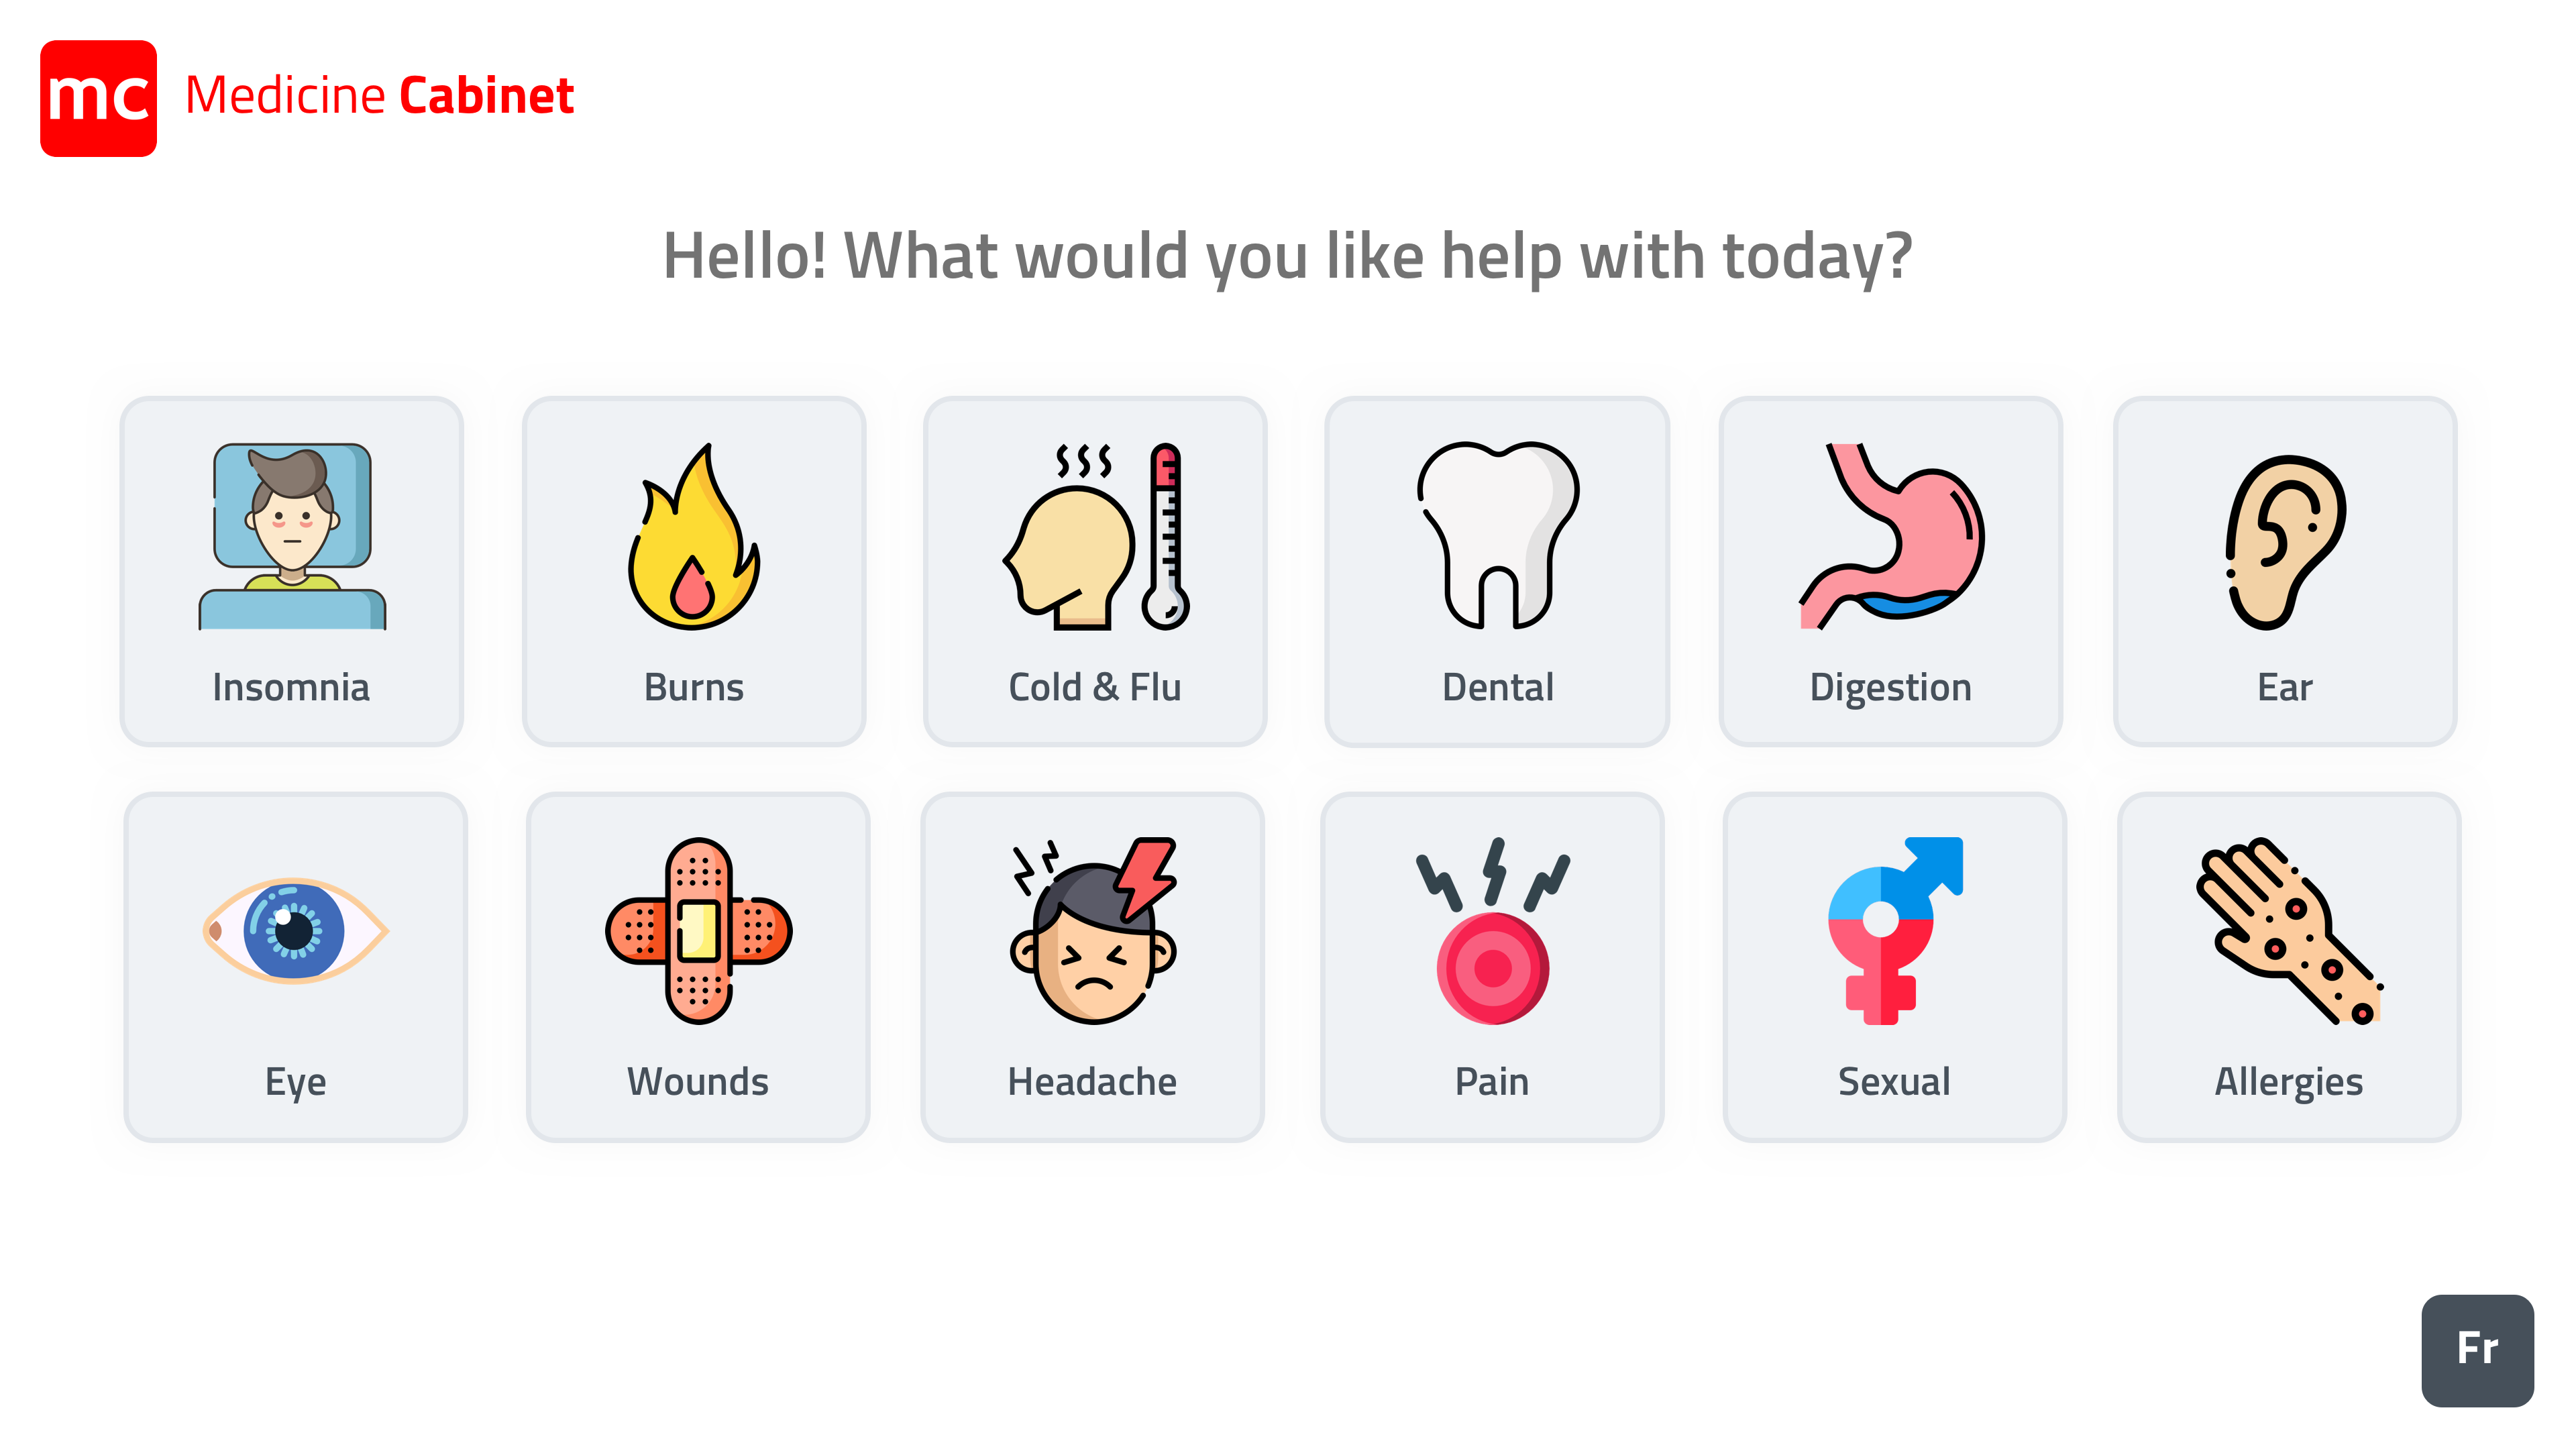 mc Medicine Cabinet
Hello! What would you like help with today?
Insomnia
Burns
Cold & Flu
Dental
Digestion
Ear
Eye
Wounds
Headache
Pain
Sexual
Allergies
Fr